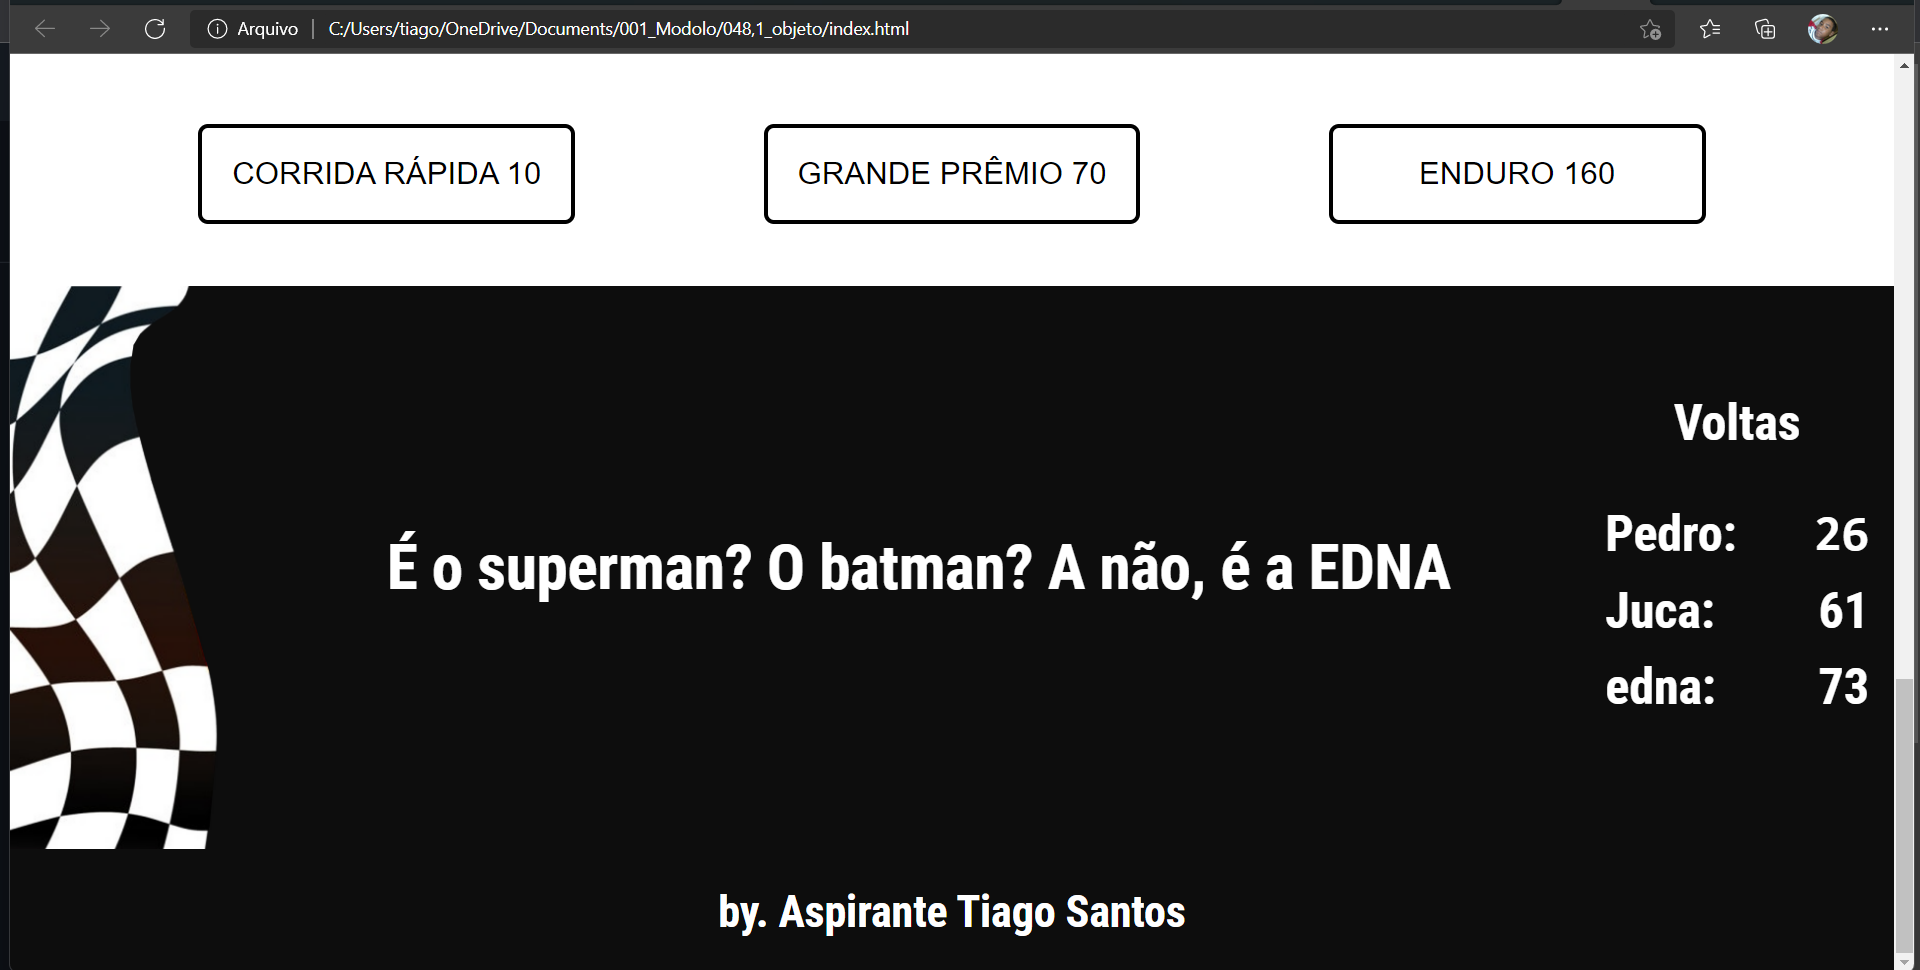 Arquivo | C:/Users/tiago/OneDrive/Documents/001_Modolo/048,1_objeto/index.html
CORRIDA RÁPIDA 10
GRANDE PRÊMIO 70
ENDURO 160
Voltas
É o superman? O batman? A não, é a EDNA
Pedro: 26
Juca: 61
edna: 73
by. Aspirante Tiago Santos